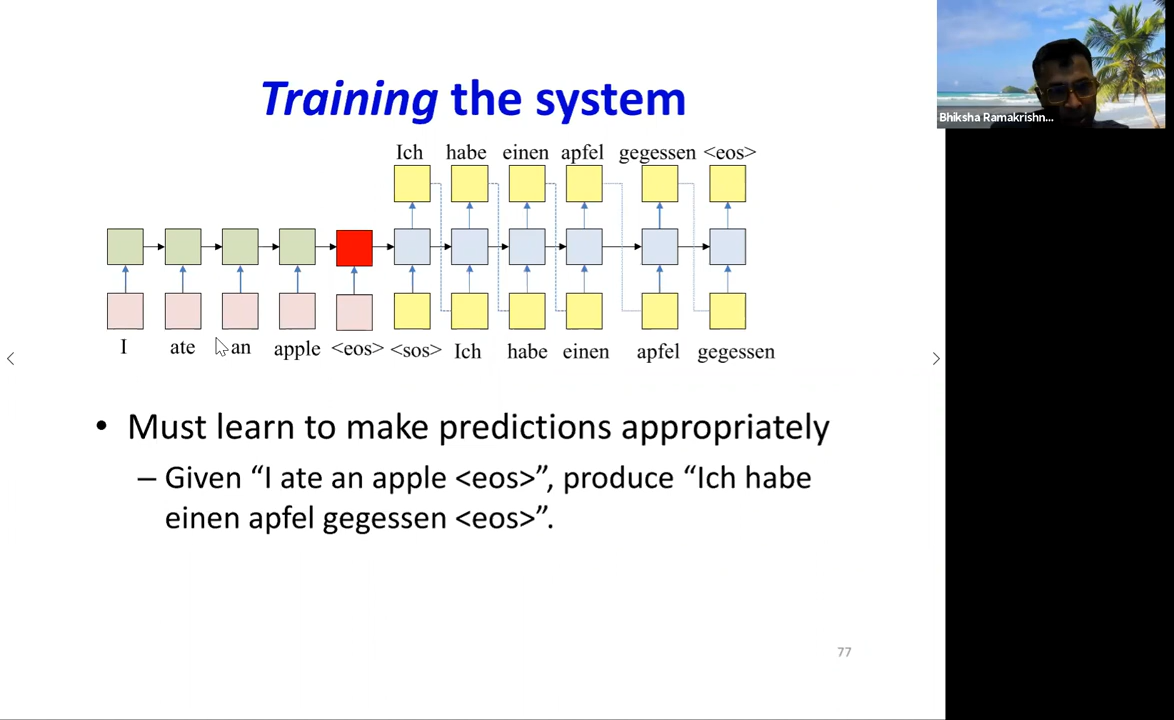 Training the system
Bhiksha Ramakrishn...
Ich habe einen apfel gegessen <eos>
I ate an apple <eos> <sos> Ich habe einen apfel gegessen
• Must learn to make predictions appropriately
– Given “I ate an apple <eos>”, produce “Ich habe
einen apfel gegessen <eos>”.
77